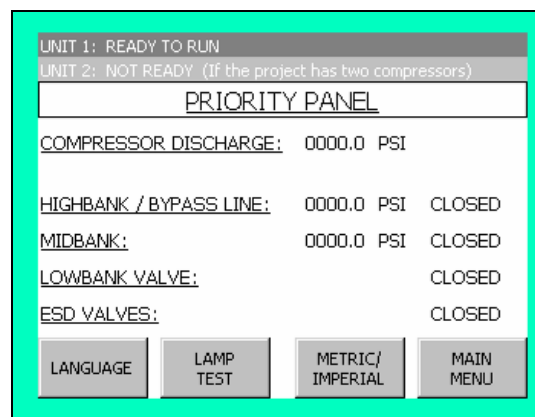 UNIT 1: READY TO RUN
UNIT 2: NOT READY (If the project has two compressors)
PRIORITY PANEL
COMPRESSOR DISCHARGE: 0000.0 PSI
HIGHBANK / BYPASS LINE: 0000.0 PSI CLOSED
MIDBANK: 0000.0 PSI CLOSED
LOWBANK VALVE: CLOSED
ESD VALVES: CLOSED
LANGUAGE
LAMP
TEST
METRIC/
IMPERIAL
MAIN
MENU